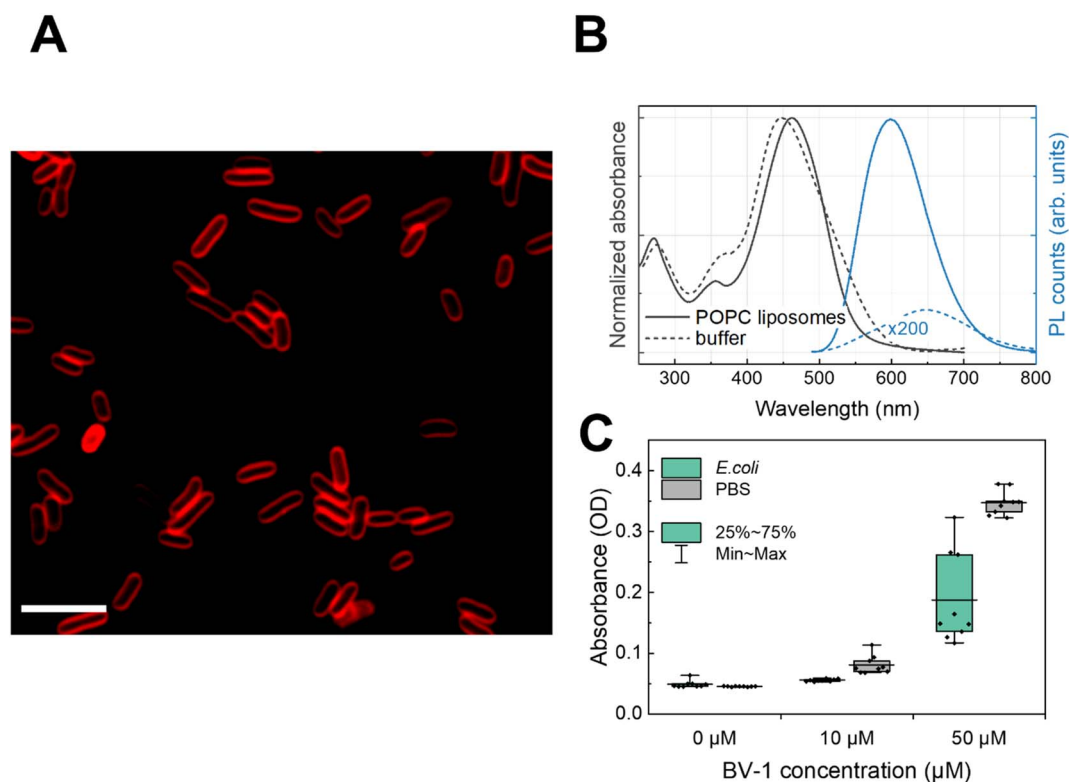 A
B
Normalized absorbance
PL counts (arb. units)
POPC liposomes
buffer
x200
300 400 500 600 700 800
Wavelength (nm)
C
Absorbance (OD)
0.4
0.3
0.2
0.1
0.0
E.coli
PBS
25%~75%
Min~Max
0 µM 10 µM 50 µM
BV-1 concentration (µM)